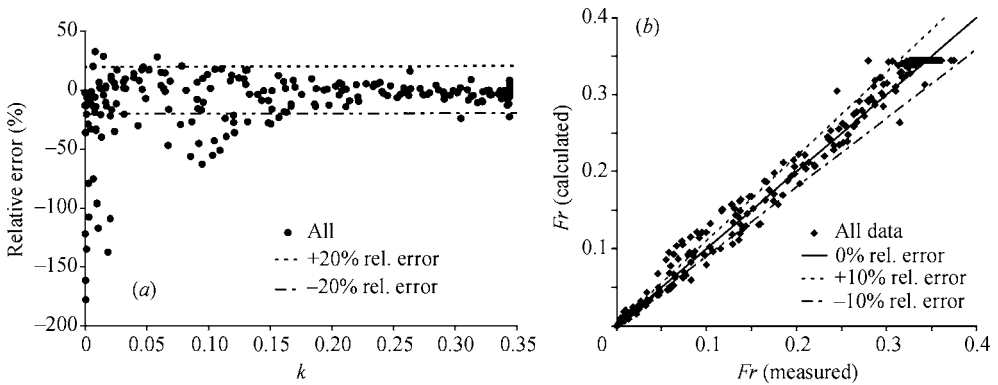 (a)
50
0
–50
–100
–150
–200
Relative error (%)
All
+20% rel. error
–20% rel. error
0 0.05 0.10 0.15 0.20 0.25 0.30 0.35
k
(b)
0.4
0.3
0.2
0.1
Fr (calculated)
All data
0% rel. error
+10% rel. error
–10% rel. error
0 0.1 0.2 0.3 0.4
Fr (measured)